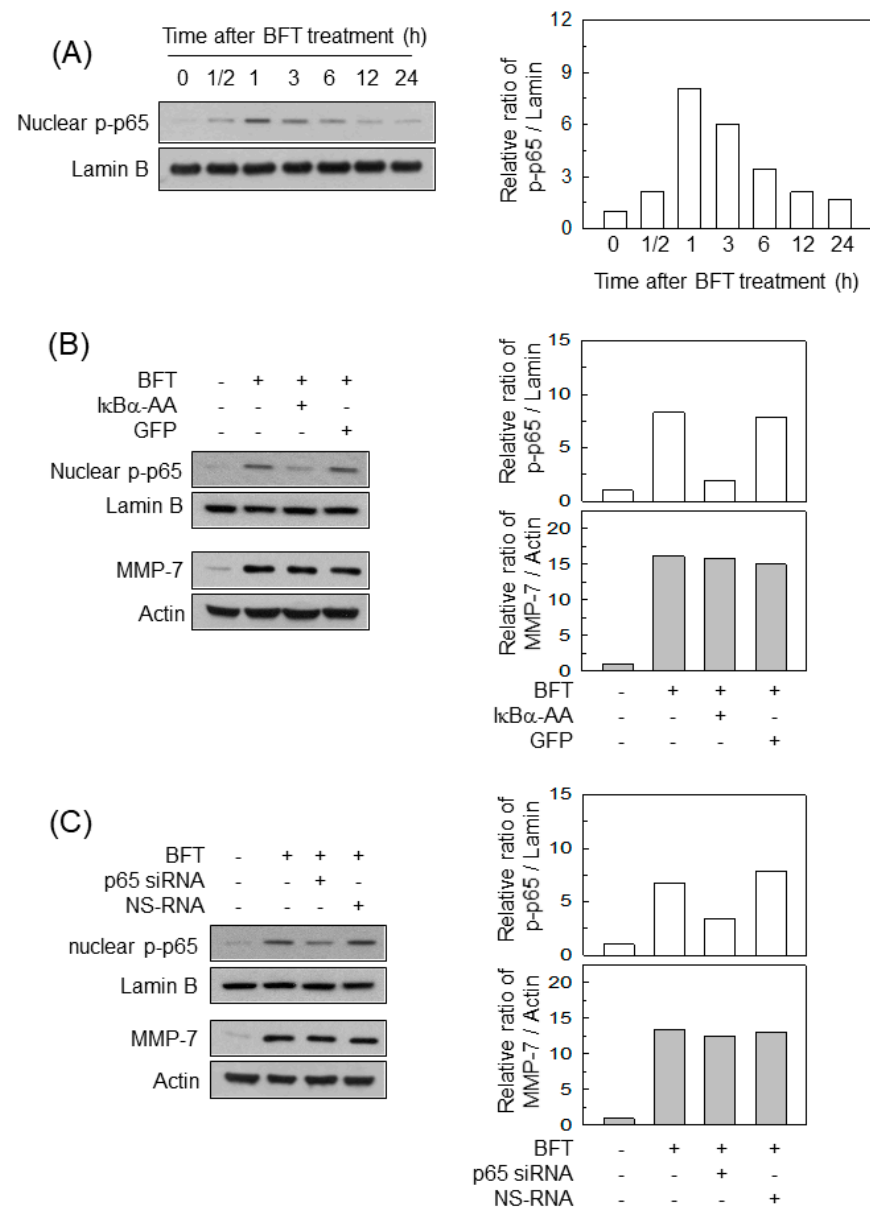 (A)
Time after BFT treatment (h)
0 1/2 1 3 6 12 24
Nuclear p-p65
Lamin B
Relative ratio of
p-p65 / Lamin
12
9
6
3
0
0 1/2 1 3 6 12 24
Time after BFT treatment (h)
(B)
BFT - + + +
IκBα-AA - - + -
GFP - - - +
Nuclear p-p65
Lamin B
MMP-7
Actin
Relative ratio of
p-p65 / Lamin
15
10
5
0
Relative ratio of
MMP-7 / Actin
20
15
10
5
0
BFT - + + +
IκBα-AA - - + -
GFP - - - +
(C)
BFT - + + +
p65 siRNA - - + -
NS-RNA - - - +
nuclear p-p65
Lamin B
MMP-7
Actin
Relative ratio of
p-p65 / Lamin
15
10
5
0
Relative ratio of
MMP-7 / Actin
20
15
10
5
0
BFT - + + +
p65 siRNA - - + -
NS-RNA - - - +